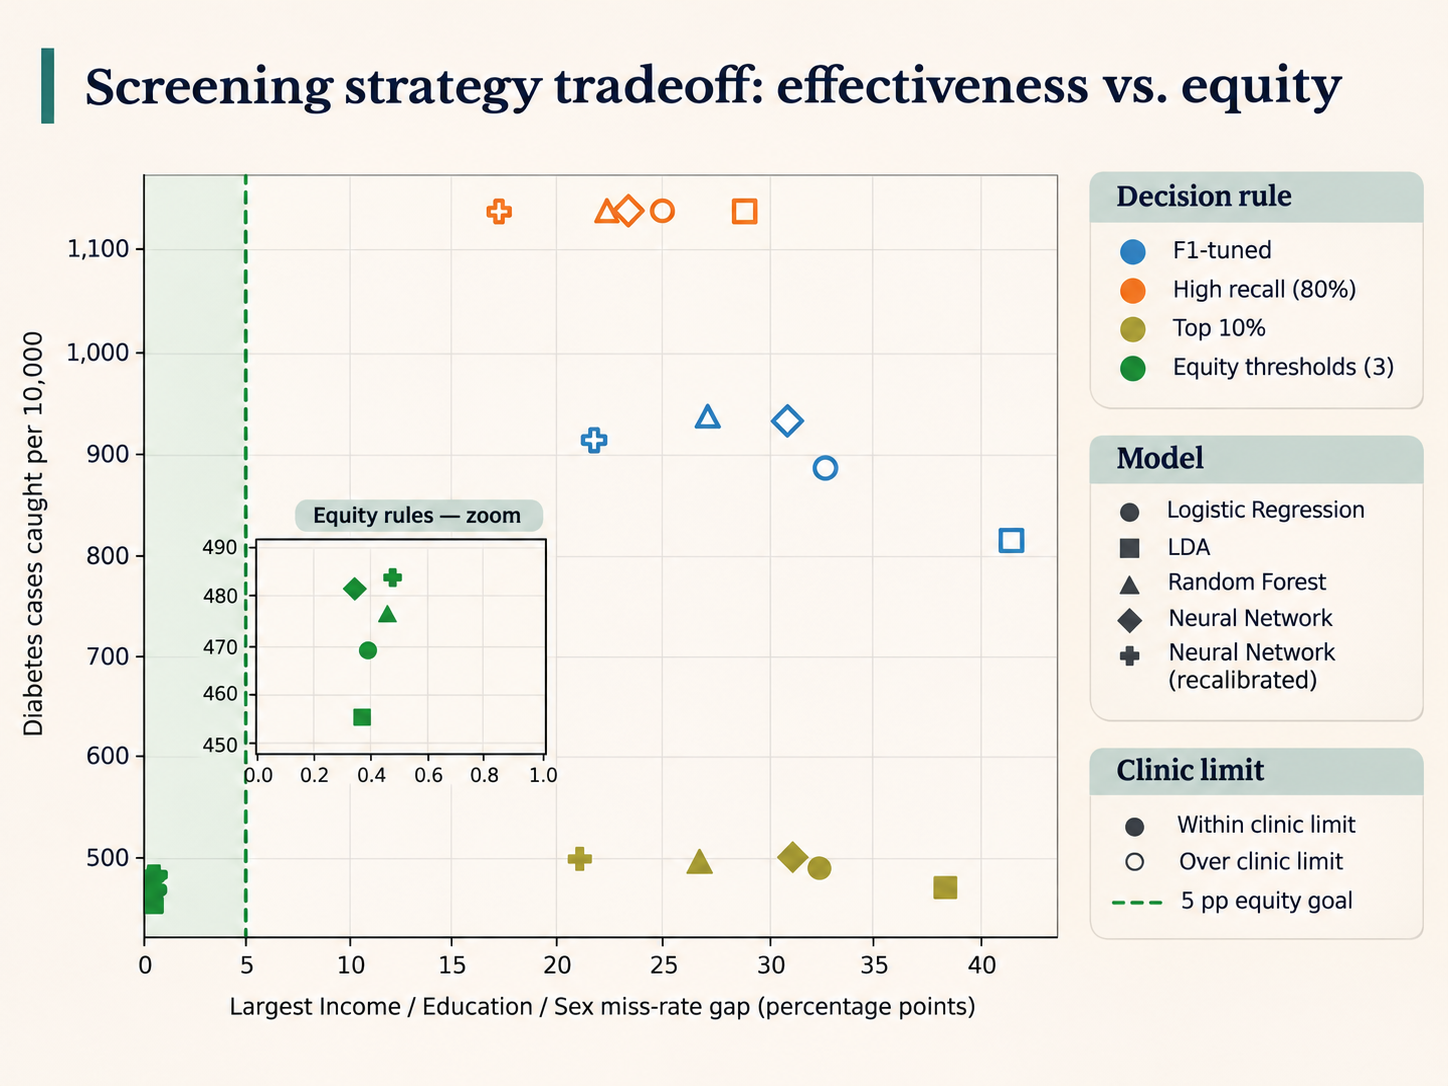 Screening strategy tradeoff: effectiveness vs. equity
Diabetes cases caught per 10,000
1,100
1,000
900
800
700
600
500
0
5
10
15
20
25
30
35
40
Largest Income / Education / Sex miss-rate gap (percentage points)
Equity rules — zoom
490
480
470
460
450
0.0
0.2
0.4
0.6
0.8
1.0
Decision rule
F1-tuned
High recall (80%)
Top 10%
Equity thresholds (3)
Model
Logistic Regression
LDA
Random Forest
Neural Network
Neural Network
(recalibrated)
Clinic limit
Within clinic limit
Over clinic limit
5 pp equity goal